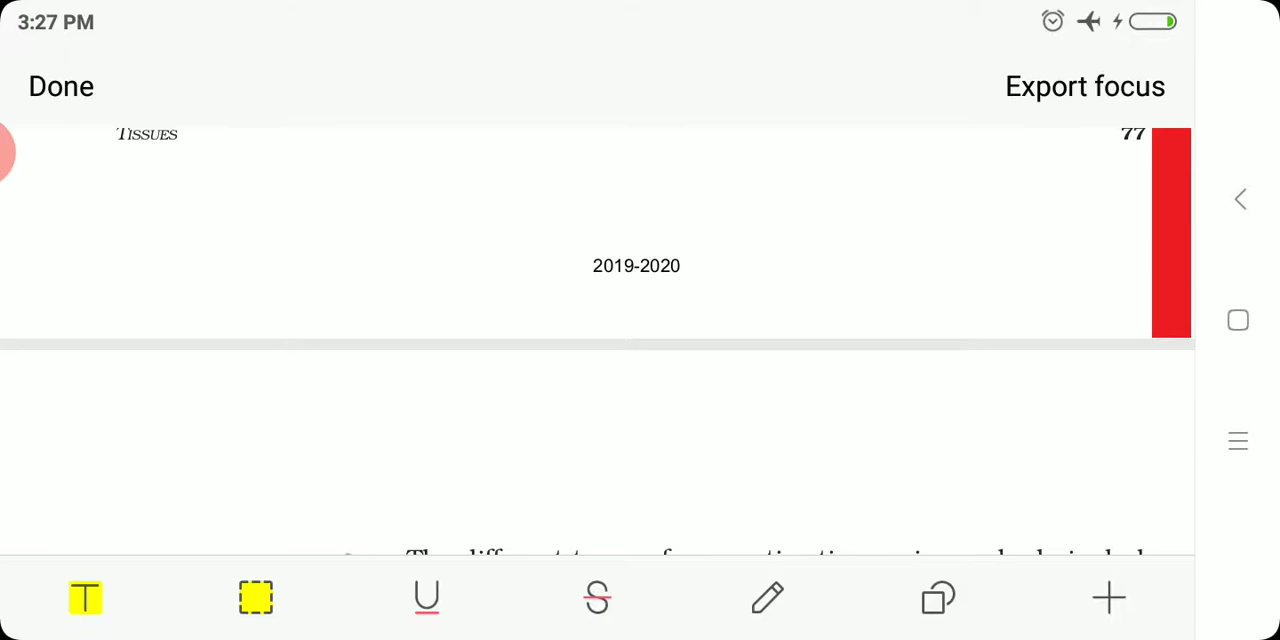 3:27 PM
Done
Export focus
TISSUES
77
2019-2020
T
U
S